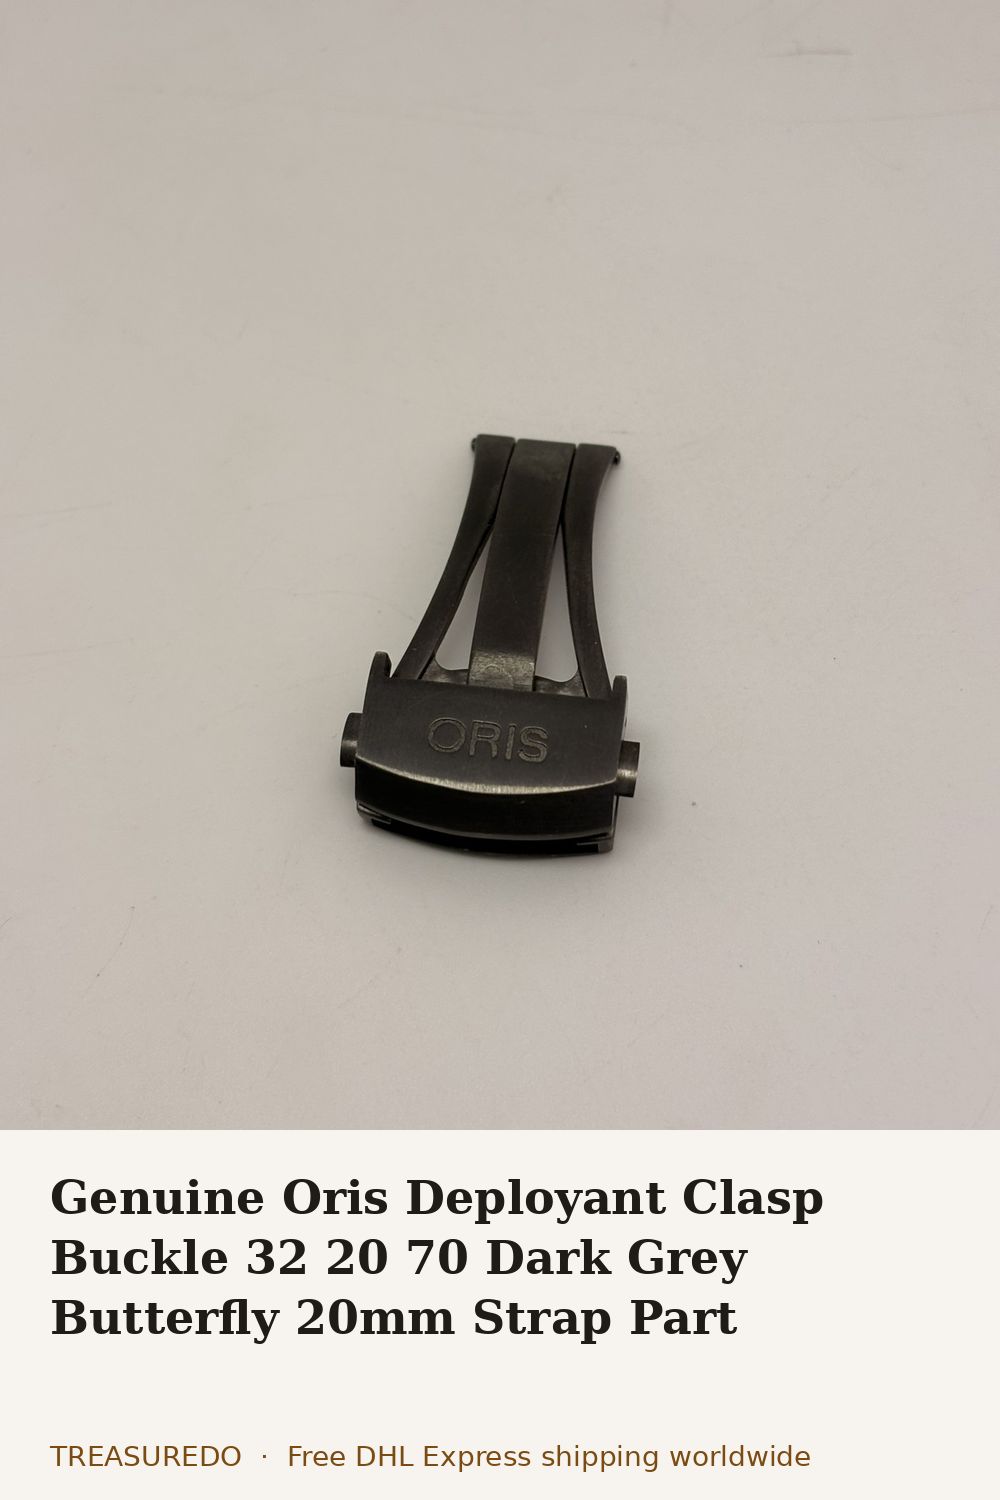 ORIS
Genuine Oris Deployant Clasp
Buckle 32 20 70 Dark Grey
Butterfly 20mm Strap Part
TREASUREDO · Free DHL Express shipping worldwide